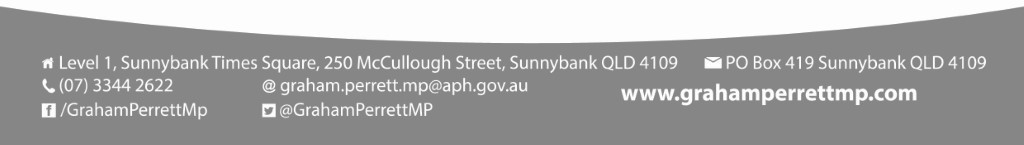 Level 1, Sunnybank Times Square, 250 McCullough Street, Sunnybank QLD 4109 PO Box 419 Sunnybank QLD 4109
(07) 3344 2622 @ graham.perrett.mp@aph.gov.au
www.grahamperrettmp.com
/GrahamPerrettMp @GrahamPerrettMP